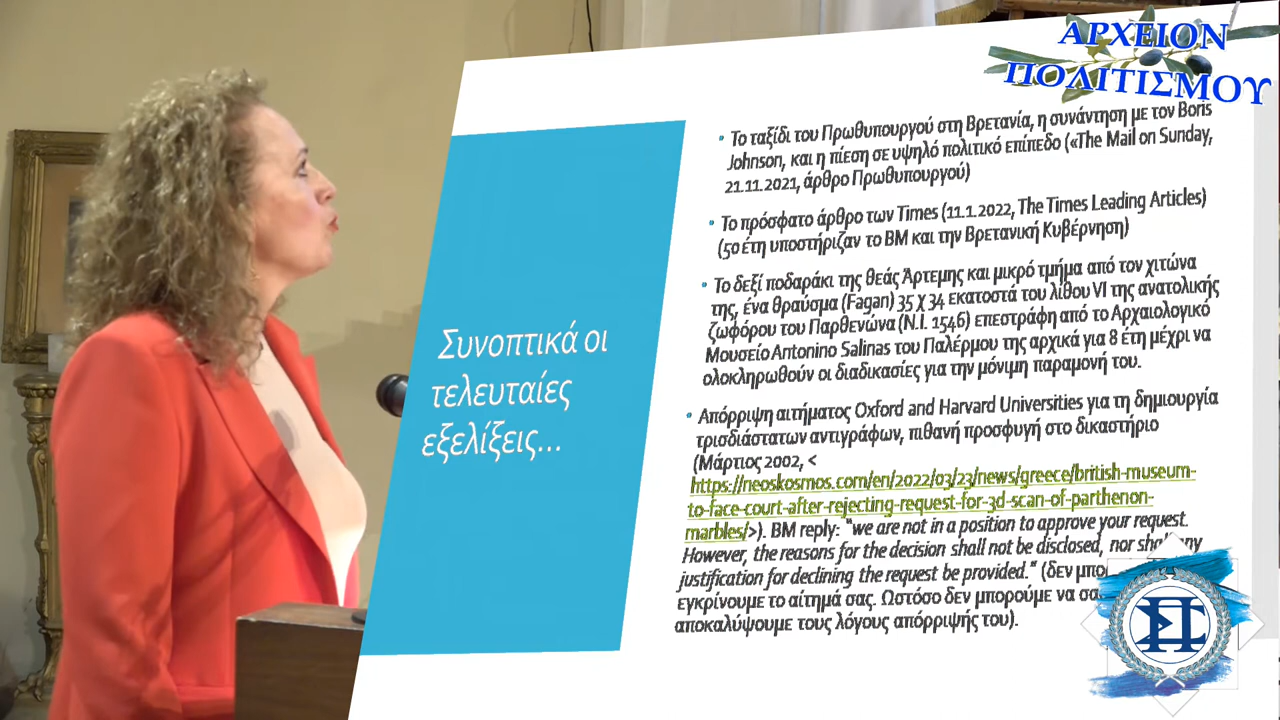 ΑΡΧΕΙΟΝ
ΠΟΛΙΤΙΣΜΟΥ
Συνοπτικά οι
τελευταίες
εξελίξεις...
• Το ταξίδι του Πρωθυπουργού στη Βρετανία, η συνάντηση με τον Boris
Johnson, και η πίεση σε υψηλό πολιτικό επίπεδο («The Mail on Sunday,
21.11.2021, άρθρο Πρωθυπουργού)
• Το πρόσφατο άρθρο των Times (11.1.2022, The Times Leading Articles)
(50 έτη υποστήριζαν το ΒΜ και την Βρετανική Κυβέρνηση)
• Το δεξί ποδαράκι της θεάς Άρτεμης και μικρό τμήμα από τον χιτώνα
της, ένα θραύσμα (Fagan) 35 χ 34 εκατοστά του λίθου VI της ανατολικής
ζωφόρου του Παρθενώνα (N.I. 1546) επεστράφη από το Αρχαιολογικό
Μουσείο Antonino Salinas του Παλέρμου της αρχικά για 8 έτη μέχρι να
ολοκληρωθούν οι διαδικασίες για την μόνιμη παραμονή του.
• Απόρριψη αιτήματος Oxford and Harvard Universities για τη δημιουργία
τρισδιάστατων αντιγράφων, πιθανή προσφυγή στο δικαστήριο
(Μάρτιος 2002, <
https://neoskosmos.com/en/2022/03/23/news/greece/british-museum-
to-face-court-after-rejecting-request-for-3d-scan-of-parthenon-
marbles/>). BM reply: "we are not in a position to approve your request.
However, the reasons for the decision shall not be disclosed, nor shall any
justification for declining the request be provided." (δεν
εγκρίνουμε το αίτημά σας. Ωστόσο δεν μπορούμε να
αποκαλύψουμε τους λόγους απόρριψής του).